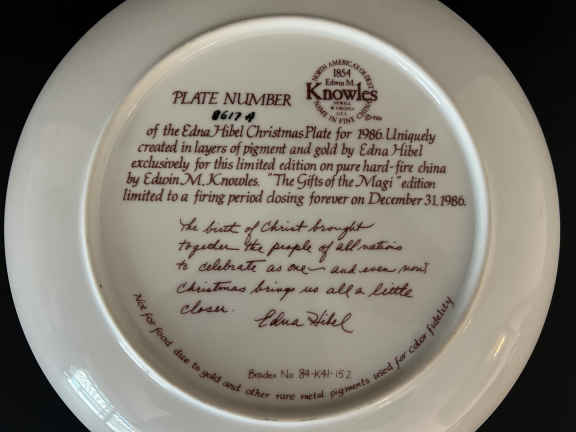 NORTH AMERICA'S OLDEST
1854
Edwin M.
Knowles
NAME IN FINE CHINA
PLATE NUMBER
8617 A
of the Edna Hibel Christmas Plate for 1986. Uniquely
created in layers of pigment and gold by Edna Hibel
exclusively for this limited edition on pure hard-fire china
by Edwin M. Knowles. "The Gifts of the Magi" edition
limited to a firing period closing forever on December 31, 1986.
The birth of Christ brought
together the people of all nations
to celebrate as one — and even now
Christmas brings us all a little
closer.
Edna Hibel
Not for food due to gold and other rare metal pigments used for color fidelity
Bradex No. 84-K41-15.2